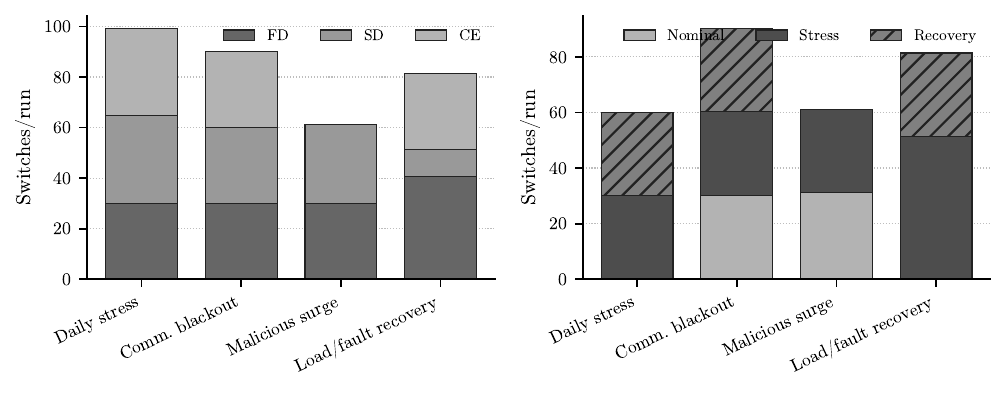 FD SD CE
Switches/run
100
80
60
40
20
0
Daily stress
Comm. blackout
Malicious surge
Load/fault recovery
Nominal Stress Recovery
Switches/run
80
60
40
20
0
Daily stress
Comm. blackout
Malicious surge
Load/fault recovery